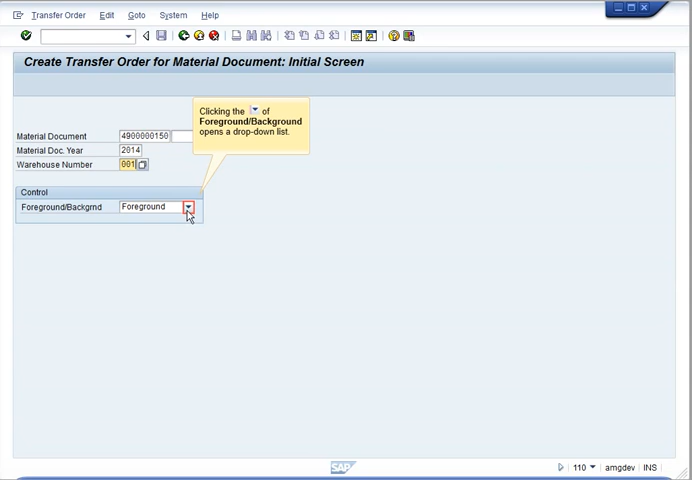 Transfer Order Edit Goto System Help
Create Transfer Order for Material Document: Initial Screen
Clicking the of
Foreground/Background
opens a drop-down list.
Material Document 4900000150
Material Doc. Year 2014
Warehouse Number 001
Control
Foreground/Backgrnd Foreground
SAP 110 amgdev INS